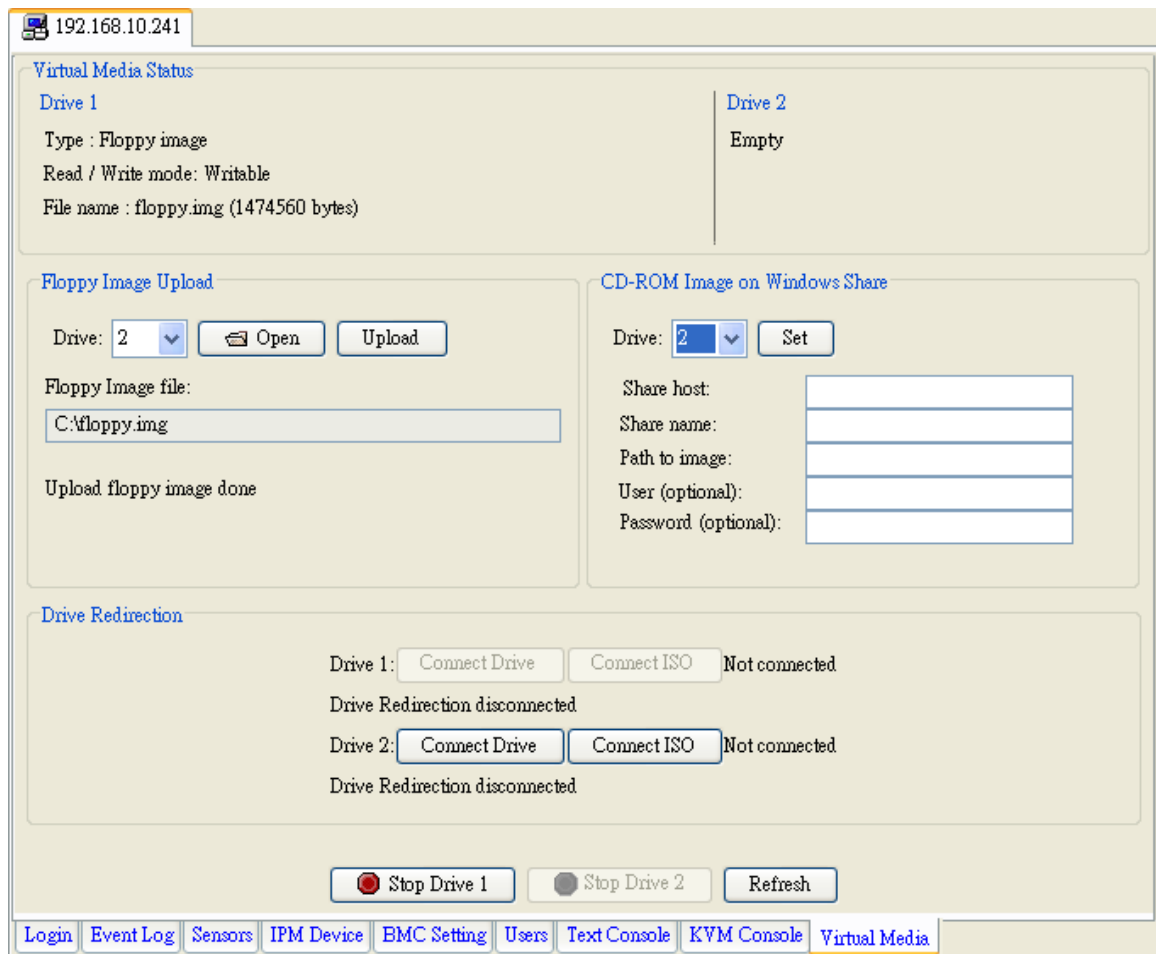 192.168.10.241
Virtual Media Status
Drive 1
Type : Floppy image
Read / Write mode: Writable
File name : floppy.img (1474560 bytes)
Drive 2
Empty
Floppy Image Upload
Drive: 2 Open Upload
Floppy Image file:
C:\floppy.img
Upload floppy image done
CD-ROM Image on Windows Share
Drive: 2 Set
Share host:
Share name:
Path to image:
User (optional):
Password (optional):
Drive Redirection
Drive 1: Connect Drive Connect ISO Not connected
Drive Redirection disconnected
Drive 2: Connect Drive Connect ISO Not connected
Drive Redirection disconnected
Stop Drive 1 Stop Drive 2 Refresh
Login Event Log Sensors IPM Device BMC Setting Users Text Console KVM Console Virtual Media